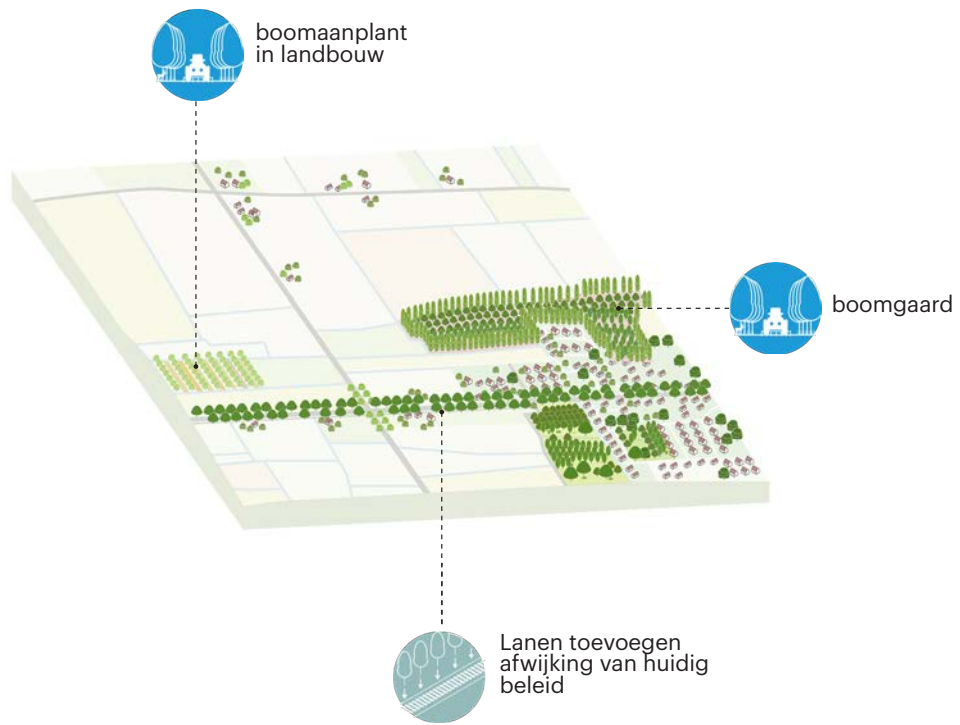 boomaanplant
in landbouw
boomgaard
Lanen toevoegen
afwijking van huidig
beleid